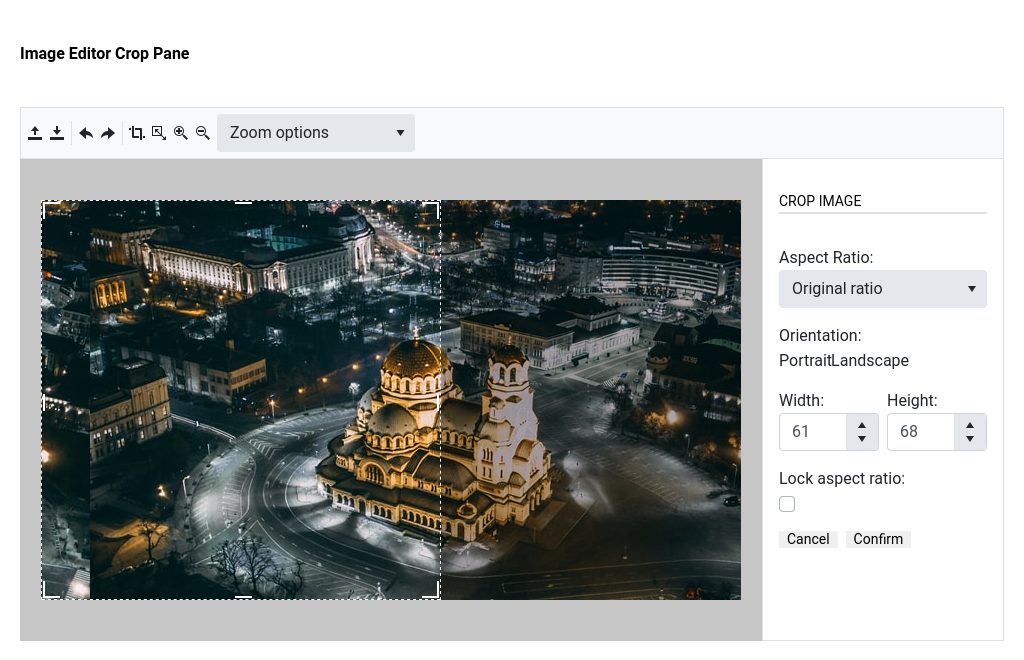 Image Editor Crop Pane
Zoom options
CROP IMAGE
Aspect Ratio:
Original ratio
Orientation:
PortraitLandscape
Width: Height:
61 68
Lock aspect ratio:
Cancel Confirm